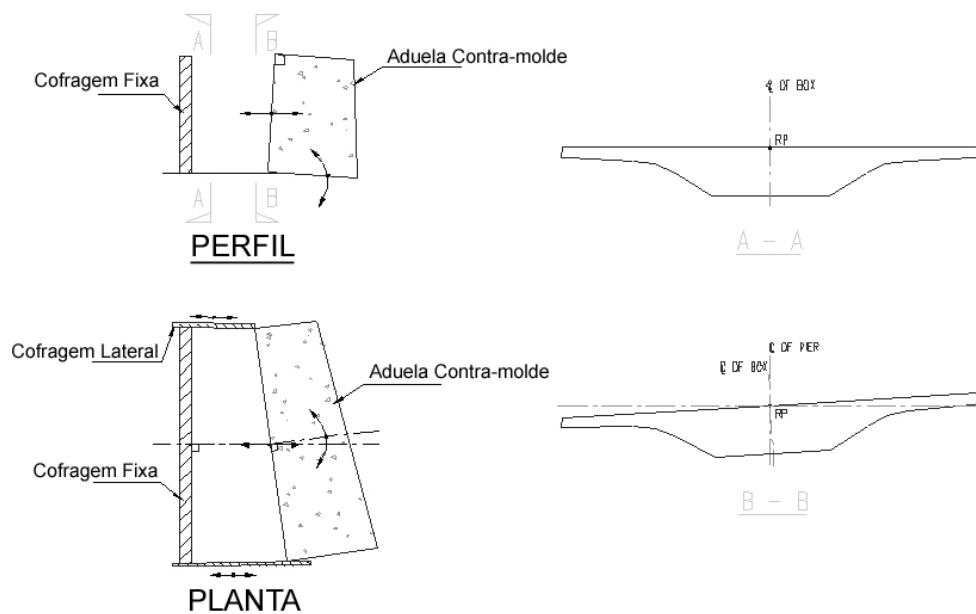 A B
Aduela Contra-molde
Cofragem Fixa
A B
PERFIL
℄ OF BOX
RP
A - A
Cofragem Lateral
Aduela Contra-molde
Cofragem Fixa
PLANTA
℄ OF PIER
℄ OF BOX
RP
B - B